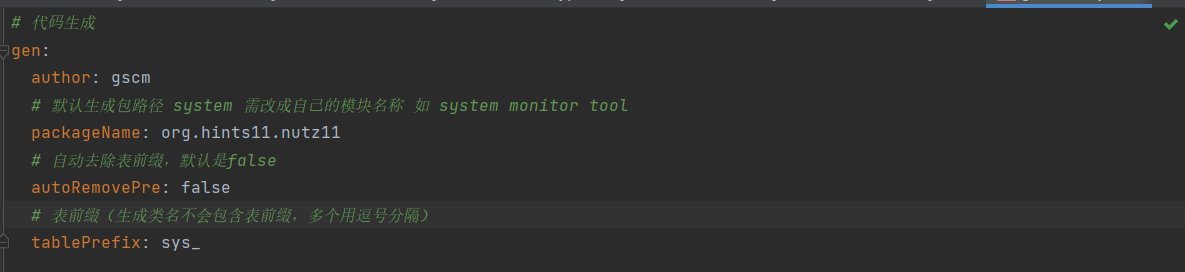 # 代码生成
gen:
  author: gscm
  # 默认生成包路径 system 需改成自己的模块名称 如 system monitor tool
  packageName: org.hints11.nutz11
  # 自动去除表前缀，默认是false
  autoRemovePre: false
  # 表前缀（生成类名不会包含表前缀，多个用逗号分隔）
  tablePrefix: sys_